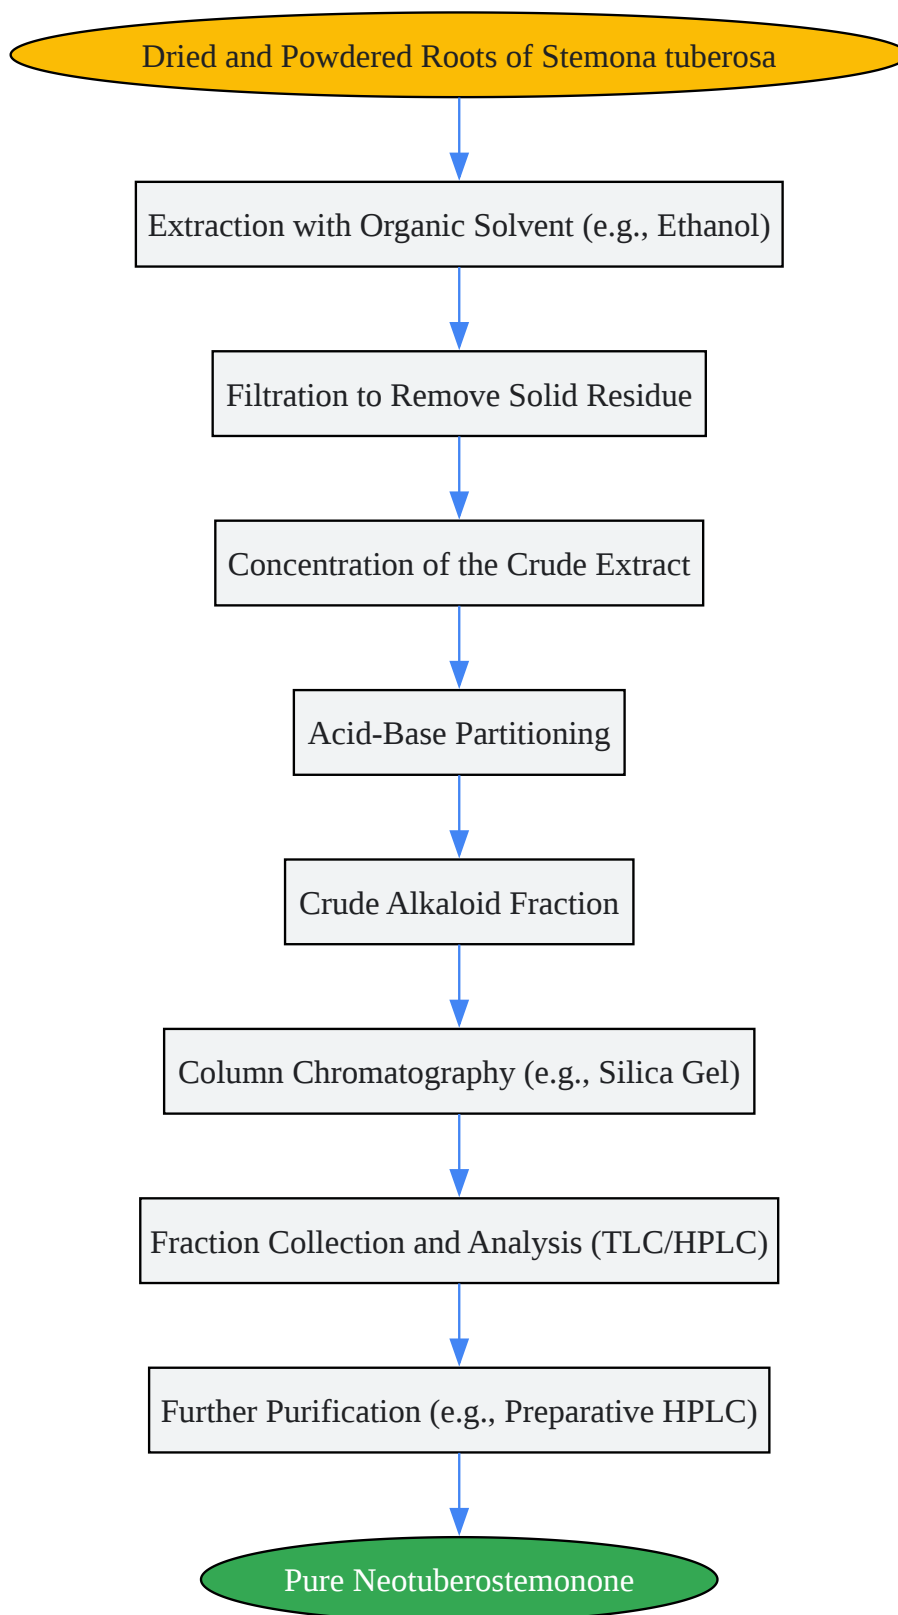 Dried and Powdered Roots of Stemona tuberosa
Extraction with Organic Solvent (e.g., Ethanol)
Filtration to Remove Solid Residue
Concentration of the Crude Extract
Acid-Base Partitioning
Crude Alkaloid Fraction
Column Chromatography (e.g., Silica Gel)
Fraction Collection and Analysis (TLC/HPLC)
Further Purification (e.g., Preparative HPLC)
Pure Neotuberostemonone